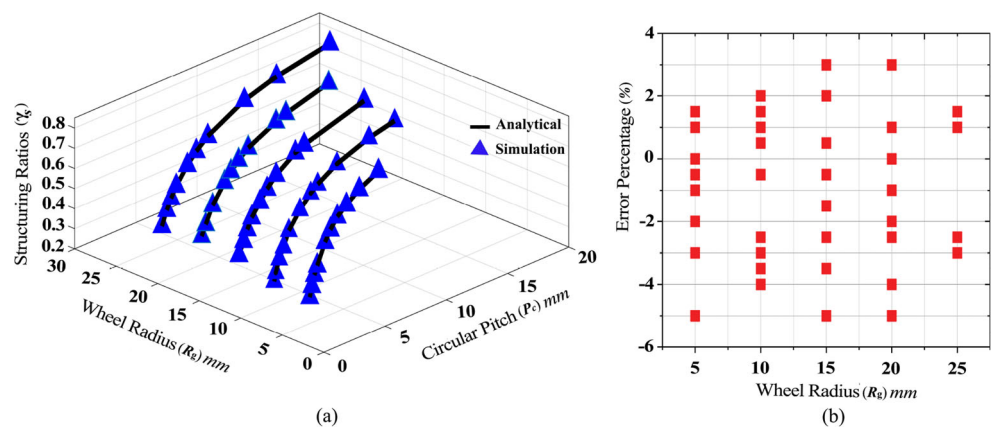 Structuring Ratios (ɣs)
0.8
0.7
0.6
0.5
0.4
0.3
0.2
30
25
20
15
10
5
0
Wheel Radius (Rg) mm
0
5
10
15
20
Circular Pitch (Pc) mm
Analytical
Simulation
(a)
Error Percentage (%)
4
2
0
-2
-4
-6
5 10 15 20 25
Wheel Radius (Rg) mm
(b)